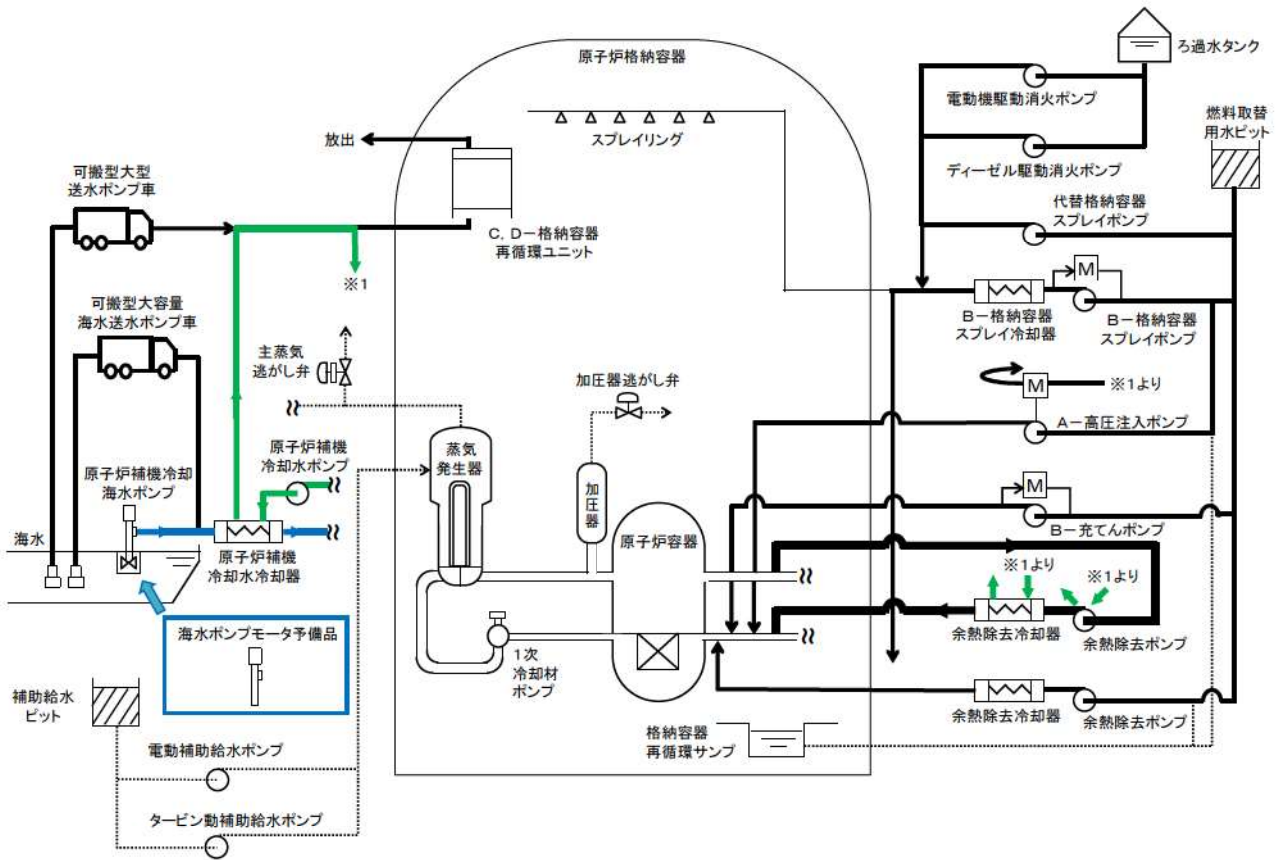 原子炉格納容器
スプレイリング
放出
C, D－格納容器
再循環ユニット
可搬型大型
送水ポンプ車
※1
可搬型大容量
海水送水ポンプ車
主蒸気
逃がし弁
原子炉補機
冷却水ポンプ
原子炉補機冷却
海水ポンプ
海水
原子炉補機
冷却水冷却器
海水ポンプモータ予備品
補助給水
ピット
電動補助給水ポンプ
タービン動補助給水ポンプ
加圧器逃がし弁
蒸気
発生器
加圧器
原子炉容器
1次
冷却材
ポンプ
格納容器
再循環サンプ
ろ過水タンク
電動機駆動消火ポンプ
燃料取替
用水ピット
ディーゼル駆動消火ポンプ
代替格納容器
スプレイポンプ
M
B－格納容器
スプレイ冷却器
B－格納容器
スプレイポンプ
M
※1より
A－高圧注入ポンプ
M
B－充てんポンプ
※1より
※1より
余熱除去冷却器
余熱除去ポンプ
余熱除去冷却器
余熱除去ポンプ